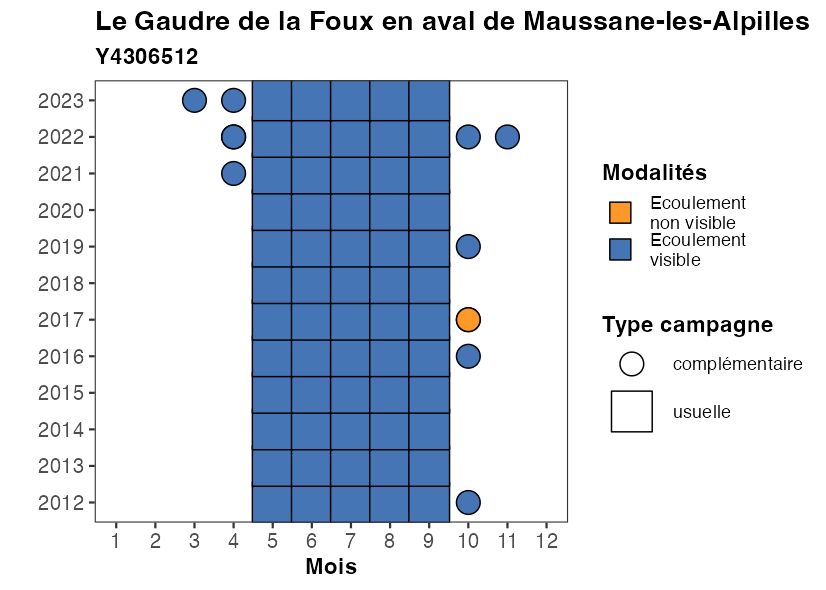 Le Gaudre de la Foux en aval de Maussane-les-Alpilles
Y4306512
2023
2022
2021
2020
2019
2018
2017
2016
2015
2014
2013
2012
1 2 3 4 5 6 7 8 9 10 11 12
Mois
Modalités
Ecoulement
non visible
Ecoulement
visible
Type campagne
complémentaire
usuelle